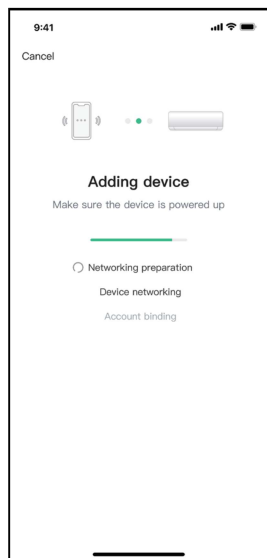 9:41
Cancel
Adding device
Make sure the device is powered up
Networking preparation
Device networking
Account binding